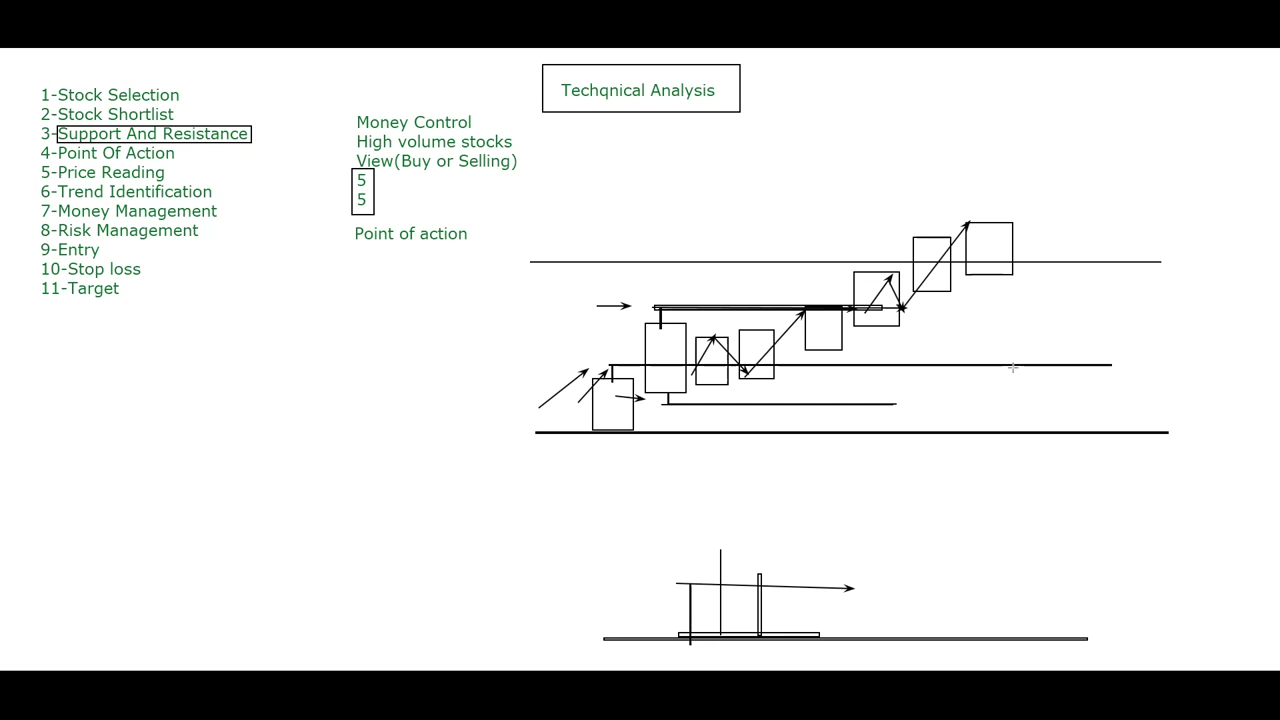 Techqnical Analysis
1-Stock Selection
2-Stock Shortlist
3-Support And Resistance
4-Point Of Action
5-Price Reading
6-Trend Identification
7-Money Management
8-Risk Management
9-Entry
10-Stop loss
11-Target
Money Control
High volume stocks
View(Buy or Selling)
5
5
Point of action